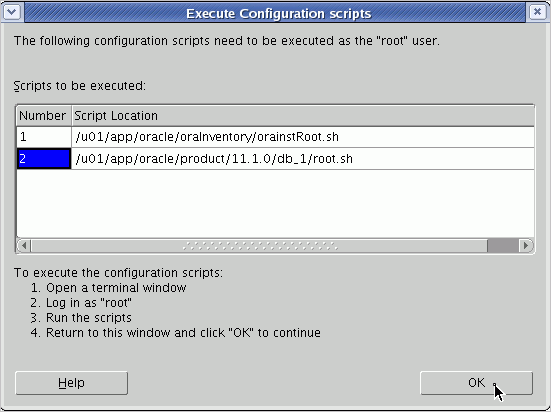 Execute Configuration scripts
The following configuration scripts need to be executed as the "root" user.
Scripts to be executed:
Number Script Location
1 /u01/app/oracle/oraInventory/orainstRoot.sh
2 /u01/app/oracle/product/11.1.0/db_1/root.sh
To execute the configuration scripts:
1. Open a terminal window
2. Log in as "root"
3. Run the scripts
4. Return to this window and click "OK" to continue
Help OK